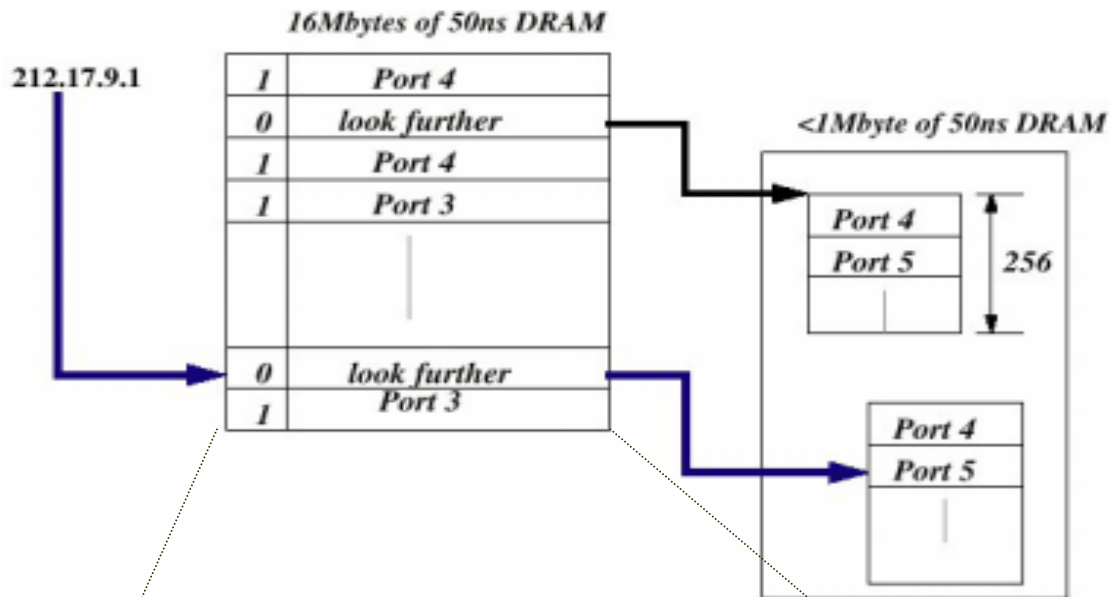 16Mbytes of 50ns DRAM
212.17.9.1
1 Port 4
0 look further
1 Port 4
1 Port 3
0 look further
1 Port 3
<1Mbyte of 50ns DRAM
Port 4
Port 5
256
Port 4
Port 5